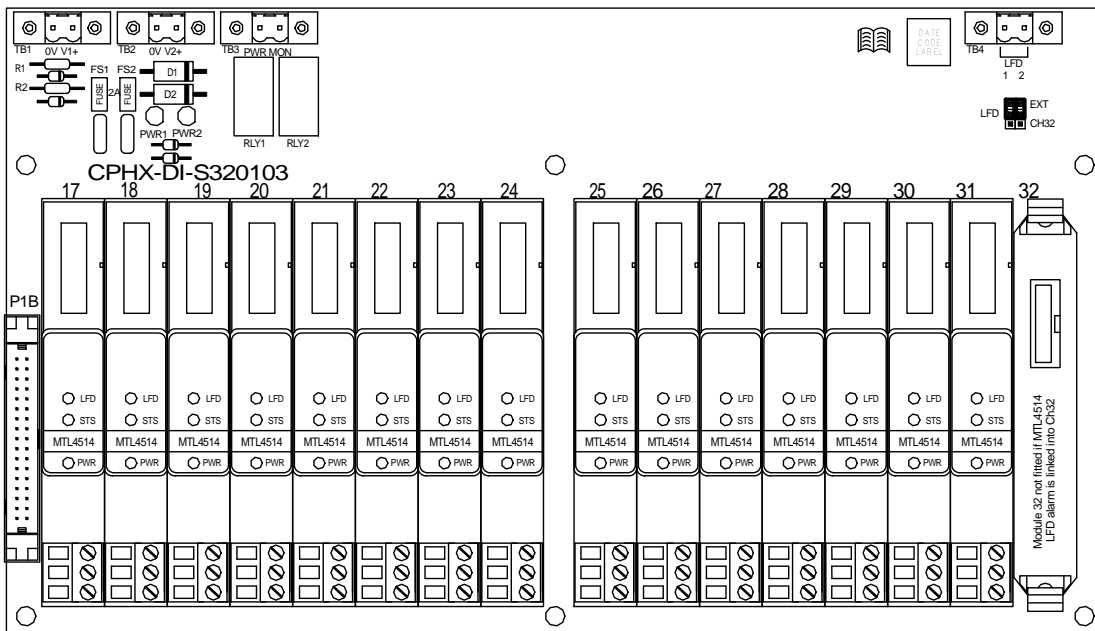 TB1 0V V1+ TB2 0V V2+ TB3 PWR MON TB4
DATE
CODE
LABEL
LFD
1 2
R1 FS1 FS2 D1
R2 FUSE 2A FUSE D2
LFD EXT
CH32
PWR1 PWR2 RLY1 RLY2
CPHX-DI-S320103
17 18 19 20 21 22 23 24 25 26 27 28 29 30 31 32
P1B
LFD LFD LFD LFD LFD LFD LFD LFD LFD LFD LFD LFD LFD LFD LFD
STS STS STS STS STS STS STS STS STS STS STS STS STS STS STS
MTL4514 MTL4514 MTL4514 MTL4514 MTL4514 MTL4514 MTL4514 MTL4514 MTL4514 MTL4514 MTL4514 MTL4514 MTL4514 MTL4514 MTL4514
PWR PWR PWR PWR PWR PWR PWR PWR PWR PWR PWR PWR PWR PWR PWR
Module 32 not fitted if MTL4514
LFD alarm is linked into Ch32